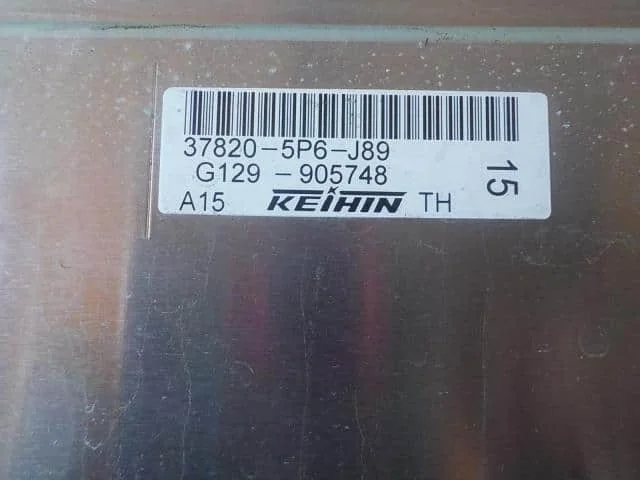 37820-5P6-J89
G129 - 905748
A15 KEIHIN TH
15